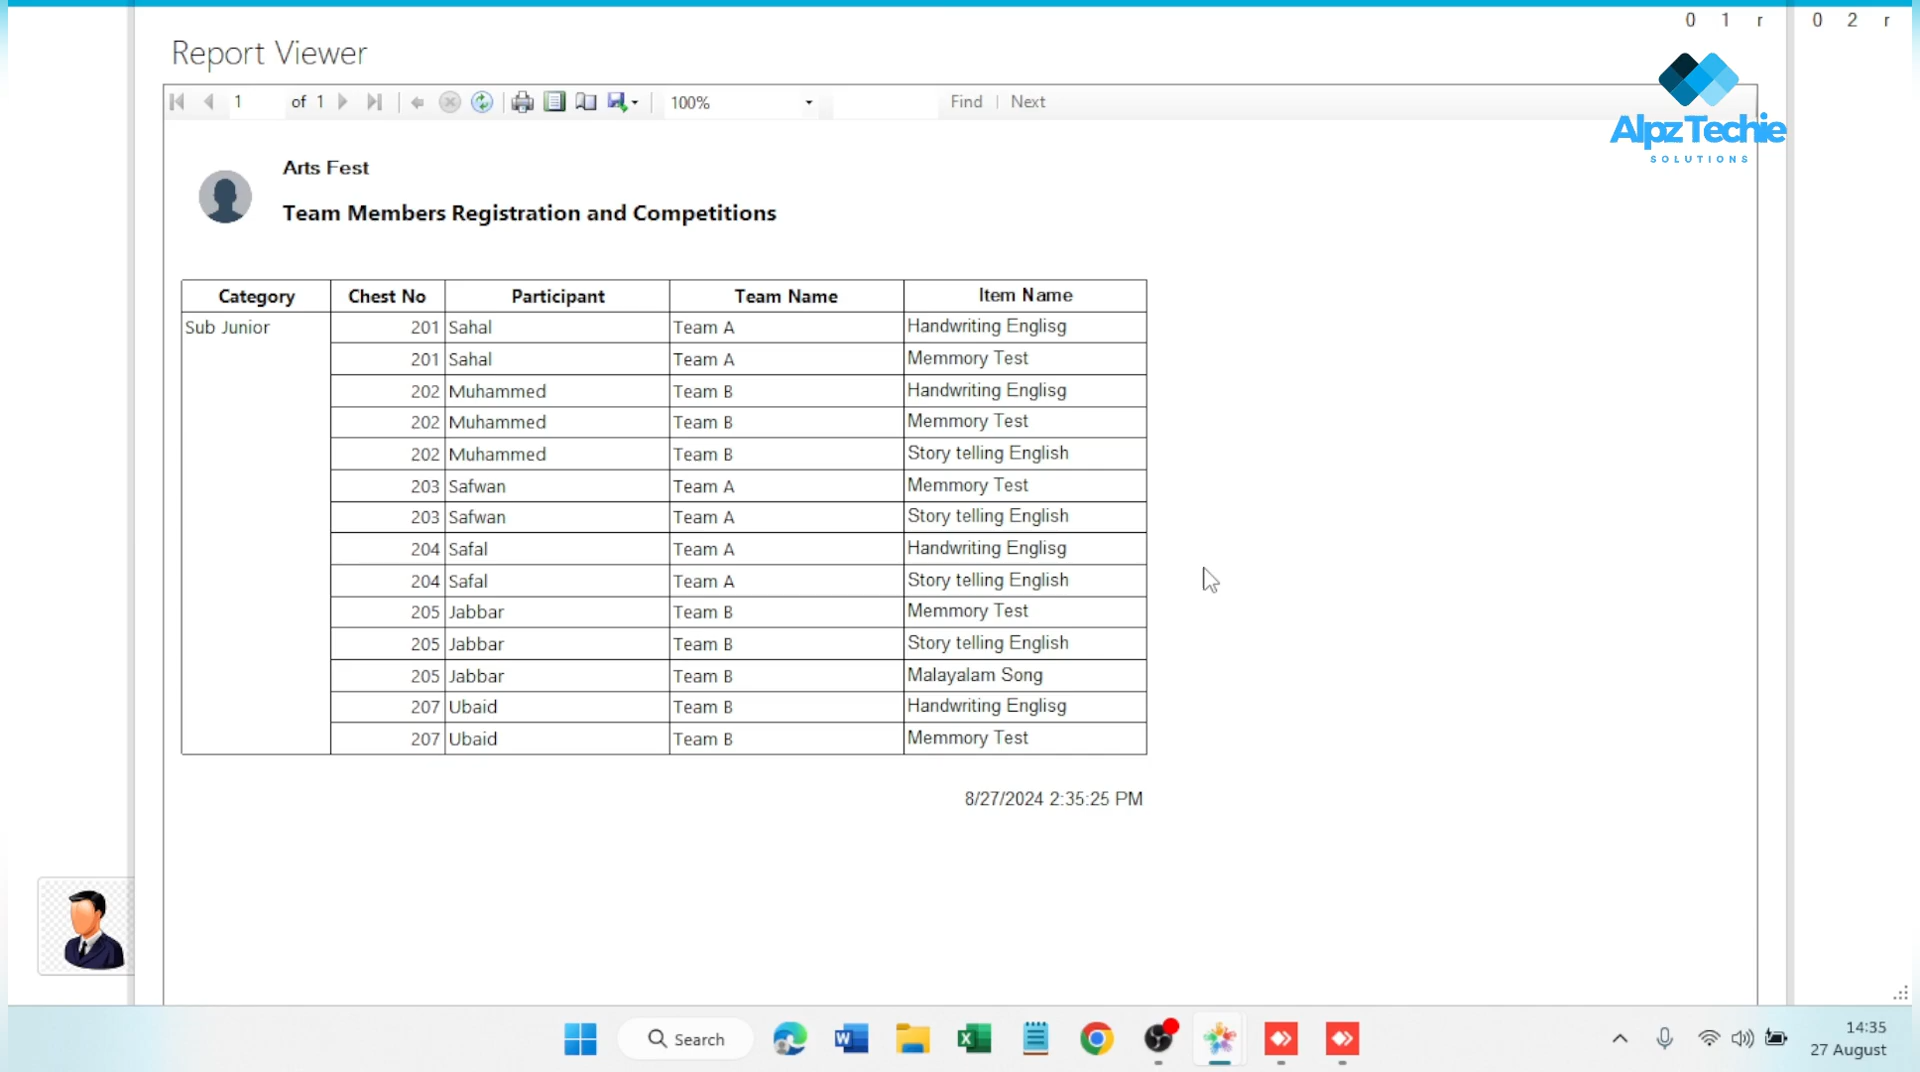 0 1 r 0 2 r
Report Viewer
1 of 1 100% Find | Next
AlpzTechie
SOLUTIONS
Arts Fest
Team Members Registration and Competitions
Category Chest No Participant Team Name Item Name
Sub Junior 201 Sahal Team A Handwriting Englisg
201 Sahal Team A Memmory Test
202 Muhammed Team B Handwriting Englisg
202 Muhammed Team B Memmory Test
202 Muhammed Team B Story telling English
203 Safwan Team A Memmory Test
203 Safwan Team A Story telling English
204 Safal Team A Handwriting Englisg
204 Safal Team A Story telling English
205 Jabbar Team B Memmory Test
205 Jabbar Team B Story telling English
205 Jabbar Team B Malayalam Song
207 Ubaid Team B Handwriting Englisg
207 Ubaid Team B Memmory Test
8/27/2024 2:35:25 PM
Search
14:35
27 August